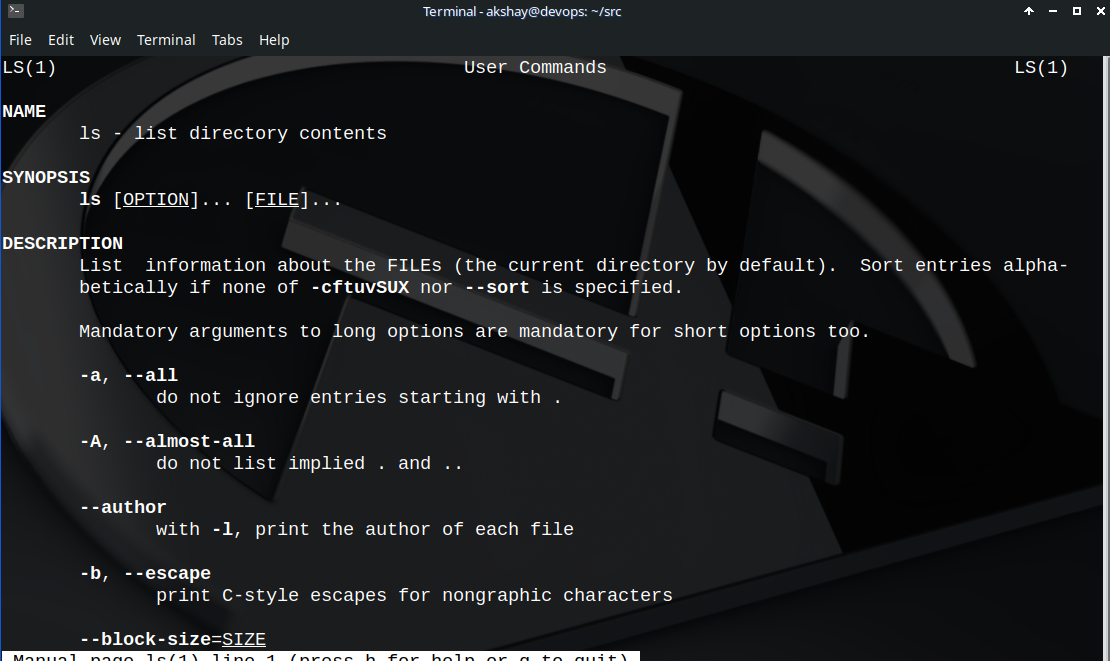 Terminal - akshay@devops: ~/src
File Edit View Terminal Tabs Help
LS(1) User Commands LS(1)
NAME
ls - list directory contents
SYNOPSIS
ls [OPTION]... [FILE]...
DESCRIPTION
List  information about the FILEs (the current directory by default).  Sort entries alpha-
betically if none of -cftuvSUX nor --sort is specified.
Mandatory arguments to long options are mandatory for short options too.
-a, --all
do not ignore entries starting with .
-A, --almost-all
do not list implied . and ..
--author
with -l, print the author of each file
-b, --escape
print C-style escapes for nongraphic characters
--block-size=SIZE
Manual page ls(1) line 1 (press h for help or q to quit)